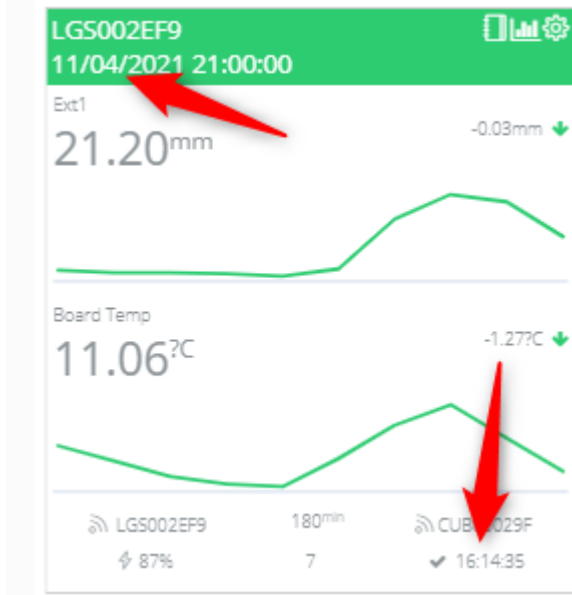 LGS002EF9
11/04/2021 21:00:00
Ext1
21.20mm
-0.03mm
Board Temp
11.06?C
-1.27?C
LGS002EF9 180min
87% 7 16:14:35